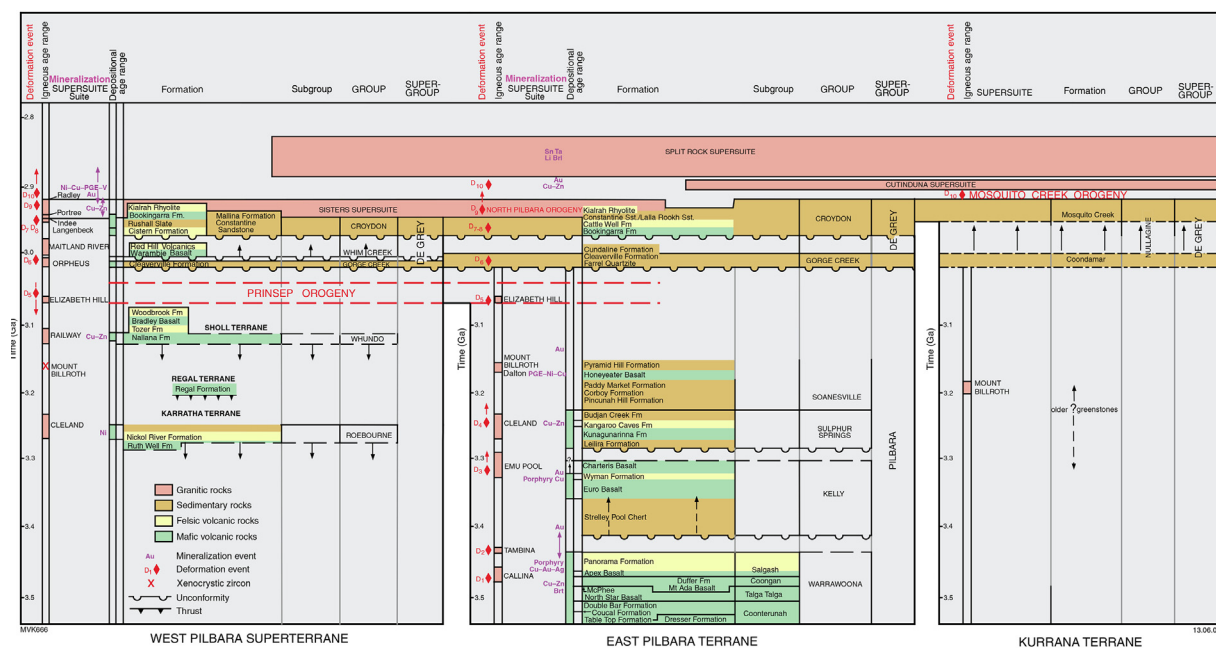 Deformation event
Igneous age range
Mineralization
SUPERSUITE
Suite
Depositional
age range
Formation
Subgroup
GROUP
SUPER-
GROUP
Deformation event
Igneous age range
Mineralization
SUPERSUITE
Suite
Depositional
age range
Formation
Subgroup
GROUP
SUPER-
GROUP
Deformation event
Igneous age range
SUPERSUITE
Formation
GROUP
SUPER-
GROUP
2.8
2.9
3.0
3.1
3.2
3.3
3.4
3.5
Time (Ga)
Ni–Cu–PGE–V
Au
Radley
Cu–Zn
Portree
Indee
Langenbeck
MAITLAND RIVER
ORPHEUS
ELIZABETH HILL
RAILWAY
Cu–Zn
MOUNT
BILLROTH
CLELAND
Ni
D10
D9
D6
D5
Kialrah Rhyolite
Bookingarra Fm.
Rushall Slate
Cistern Formation
Mallina Formation
Constantine
Sandstone
SISTERS SUPERSUITE
CROYDON
DE GREY
Red Hill Volcanics
Warambie Basalt
WHIM CREEK
Cleaverville Formation
GORGE CREEK
PRINSEP OROGENY
Woodbrook Fm
Bradley Basalt
Tozer Fm
Nallana Fm
SHOLL TERRANE
WHUNDO
REGAL TERRANE
Regal Formation
KARRATHA TERRANE
Nickol River Formation
Ruth Well Fm
ROEBOURNE
Granitic rocks
Sedimentary rocks
Felsic volcanic rocks
Mafic volcanic rocks
Au Mineralization event
D1 Deformation event
X Xenocrystic zircon
Unconformity
Thrust
MVK666
WEST PILBARA SUPERTERRANE
Sn Ta
Li Brl
SPLIT ROCK SUPERSUITE
D10
Au
Cu–Zn
CUTINDUNA SUPERSUITE
D9
NORTH PILBARA OROGENY
Kialrah Rhyolite
Constantine Sst./Lalla Rookh Sst.
Cattle Well Fm
Bookingarra Fm
D7-8
CROYDON
DE GREY
Cundaline Formation
Cleaverville Formation
Farrel Quartzite
D6
GORGE CREEK
D5
ELIZABETH HILL
3.1
3.2
3.3
3.4
3.5
Time (Ga)
Au
MOUNT
BILLROTH
Dalton PGE–Ni–Cu
Pyramid Hill Formation
Honeyeater Basalt
Paddy Market Formation
Corboy Formation
Pincunah Hill Formation
SOANESVILLE
D4
CLELAND
Cu–Zn
Budjan Creek Fm
Kangaroo Caves Fm
Kunagunarinna Fm
Leilira Formation
SULPHUR
SPRINGS
PILBARA
D3
EMU POOL
?
Au
Porphyry Cu
Charteris Basalt
Wyman Formation
Euro Basalt
KELLY
Strelley Pool Chert
Au
D2
TAMBINA
Porphyry
Cu–Au–Ag
D1
CALLINA
Cu–Zn
Brt
Panorama Formation
Salgash
Apex Basalt
Duffer Fm
Coongan
McPhee
Mt Ada Basalt
North Star Basalt
Talga Talga
Double Bar Formation
Coucal Formation
Table Top Formation
Dresser Formation
Coonterunah
WARRAWOONA
EAST PILBARA TERRANE
D10
MOSQUITO CREEK OROGENY
Mosquito Creek
Coondamar
NULLAGINE
DE GREY
3.1
3.2
3.3
3.4
3.5
Time (Ga)
MOUNT
BILLROTH
older ? greenstones
KURRANA TERRANE